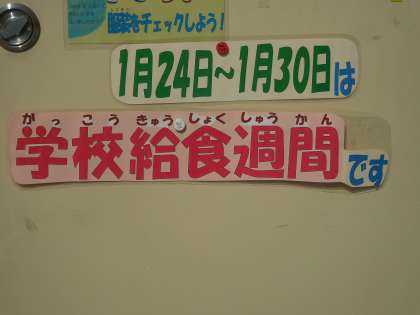 服薬をチェックしよう!
1月24日~1月30日は
がっこうきゅうしょくしゅうかん
学校給食週間です